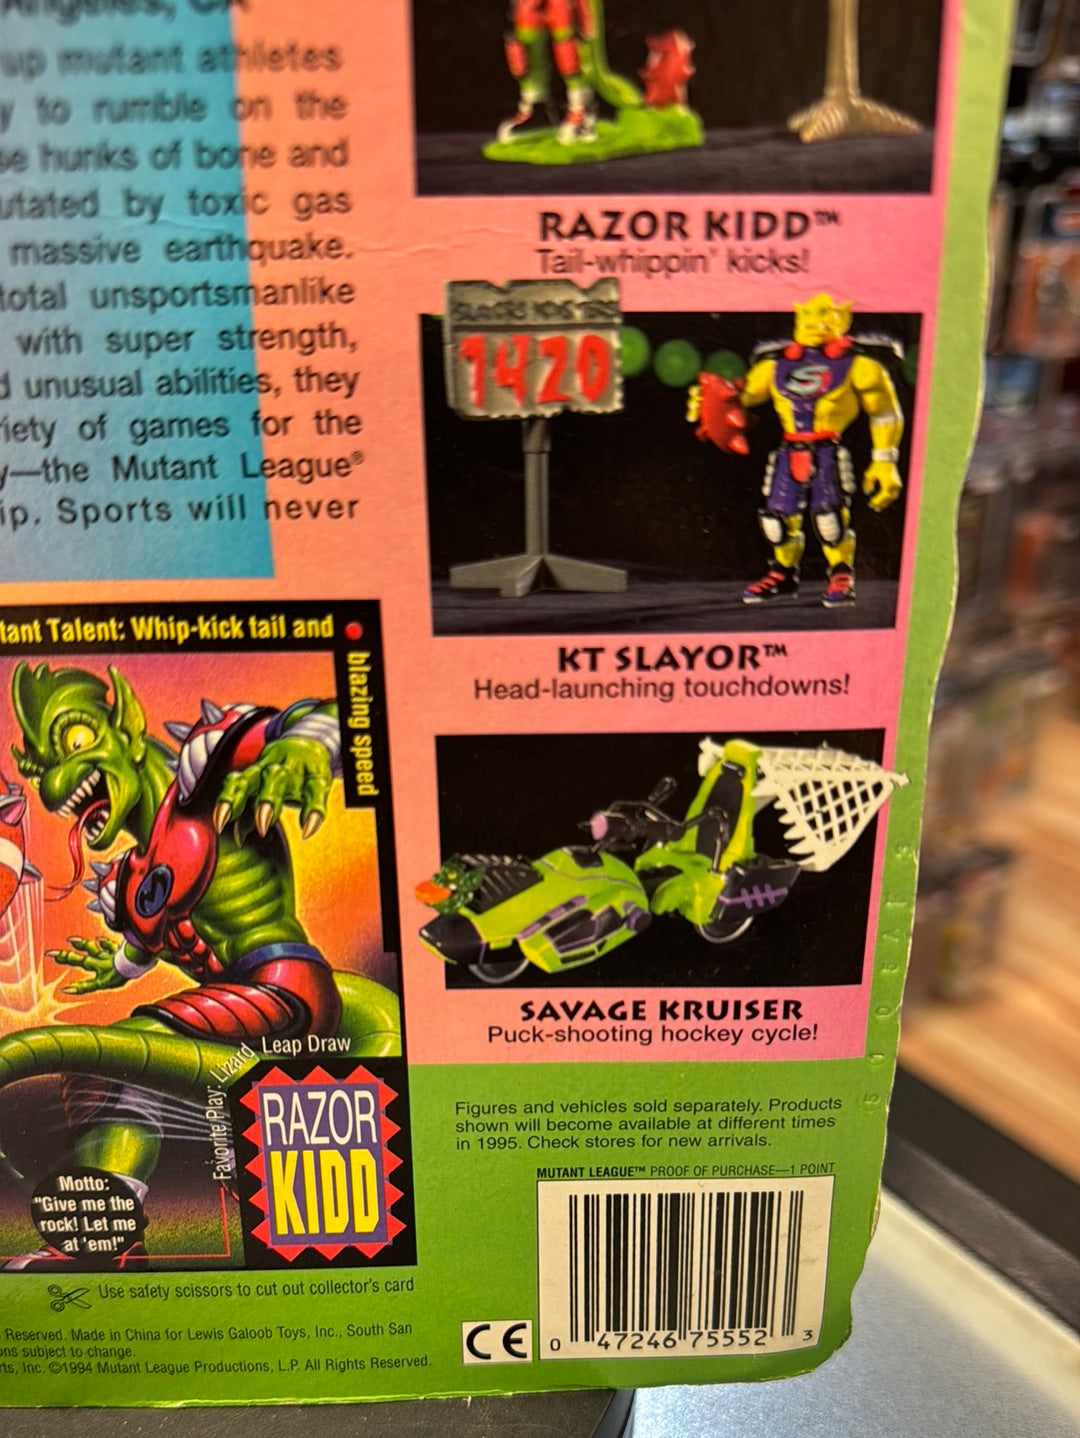 Angeles, CA
up mutant athletes
y to rumble on the
se hunks of bone and
utated by toxic gas
massive earthquake.
total unsportsmanlike
with super strength,
d unusual abilities, they
riety of games for the
y—the Mutant League®
ip. Sports will never
RAZOR KIDD™
Tail-whippin' kicks!
1420
S
KT SLAYOR™
Head-launching touchdowns!
SAVAGE KRUISER
Puck-shooting hockey cycle!
tant Talent: Whip-kick tail and
blazing speed
Favorite Play: Lizard Leap Draw
RAZOR
KIDD
Motto:
"Give me the
rock! Let me
at 'em!"
Use safety scissors to cut out collector's card
Reserved. Made in China for Lewis Galoob Toys, Inc., South San
ons subject to change.
rts, Inc. ©1994 Mutant League Productions, L.P. All Rights Reserved.
Figures and vehicles sold separately. Products
shown will become available at different times
in 1995. Check stores for new arrivals.
MUTANT LEAGUE™ PROOF OF PURCHASE—1 POINT
CE
0 47246 75552 3